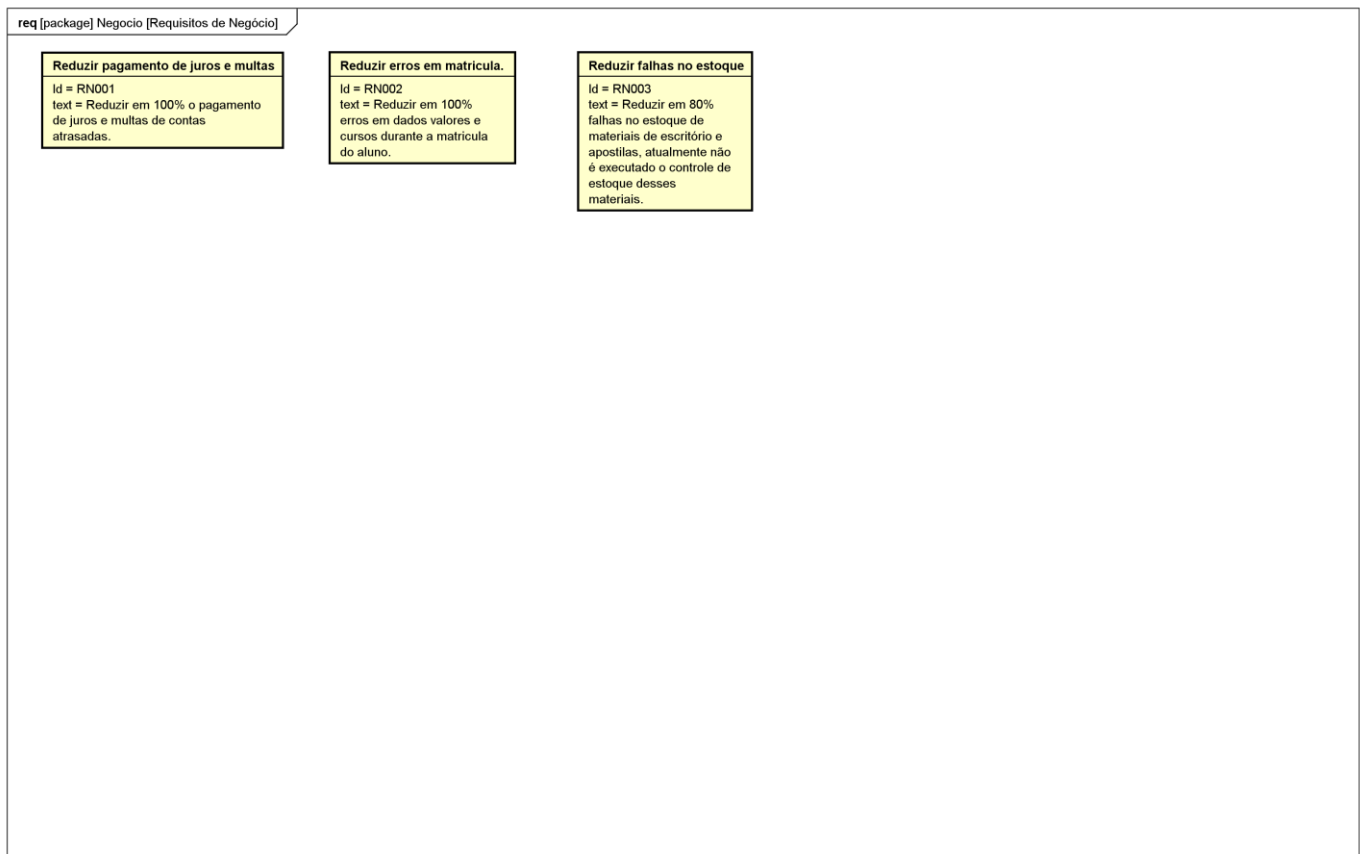 req [package] Negocio [Requisitos de Negócio]
Reduzir pagamento de juros e multas
Id = RN001
text = Reduzir em 100% o pagamento
de juros e multas de contas
atrasadas.
Reduzir erros em matricula.
Id = RN002
text = Reduzir em 100%
erros em dados valores e
cursos durante a matricula
do aluno.
Reduzir falhas no estoque
Id = RN003
text = Reduzir em 80%
falhas no estoque de
materiais de escritório e
apostilas, atualmente não
é executado o controle de
estoque desses
materiais.